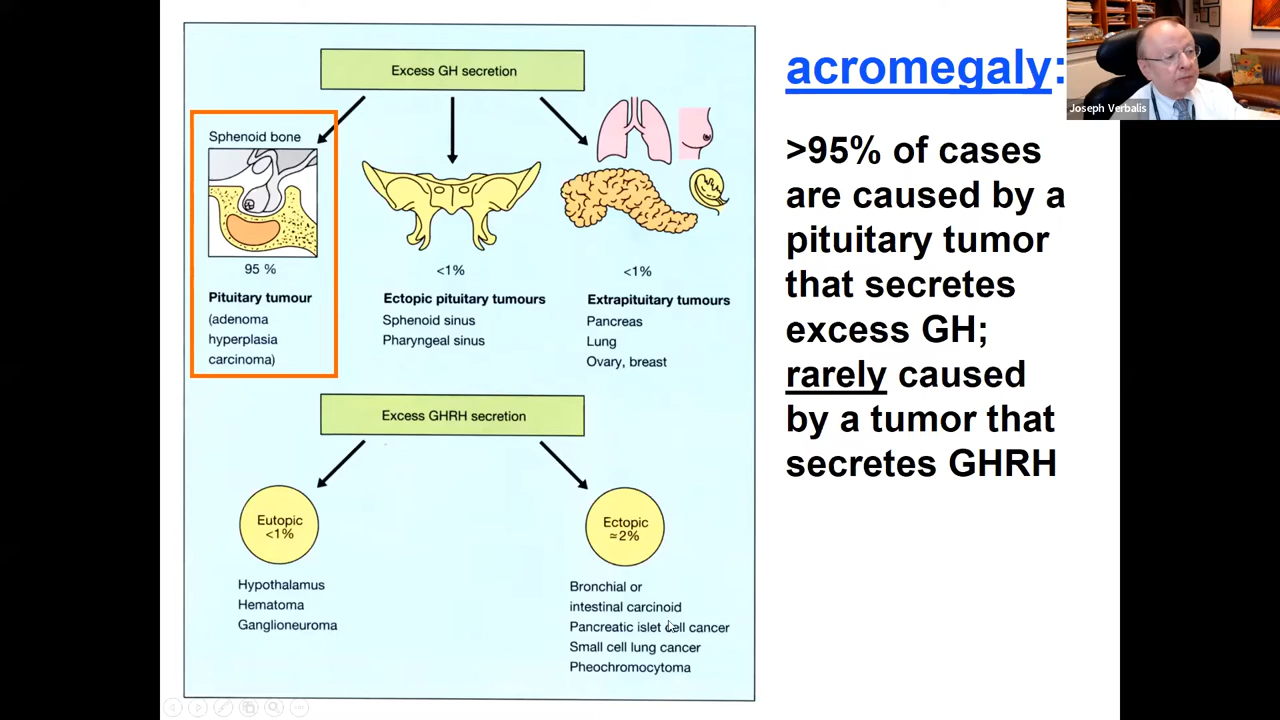 Excess GH secretion
Sphenoid bone
95 %
Pituitary tumour
(adenoma
hyperplasia
carcinoma)
<1%
Ectopic pituitary tumours
Sphenoid sinus
Pharyngeal sinus
<1%
Extrapituitary tumours
Pancreas
Lung
Ovary, breast
Excess GHRH secretion
Eutopic
<1%
Hypothalamus
Hematoma
Ganglioneuroma
Ectopic
≃2%
Bronchial or
intestinal carcinoid
Pancreatic islet cell cancer
Small cell lung cancer
Pheochromocytoma
acromegaly:
>95% of cases
are caused by a
pituitary tumor
that secretes
excess GH;
rarely caused
by a tumor that
secretes GHRH
Joseph Verbalis